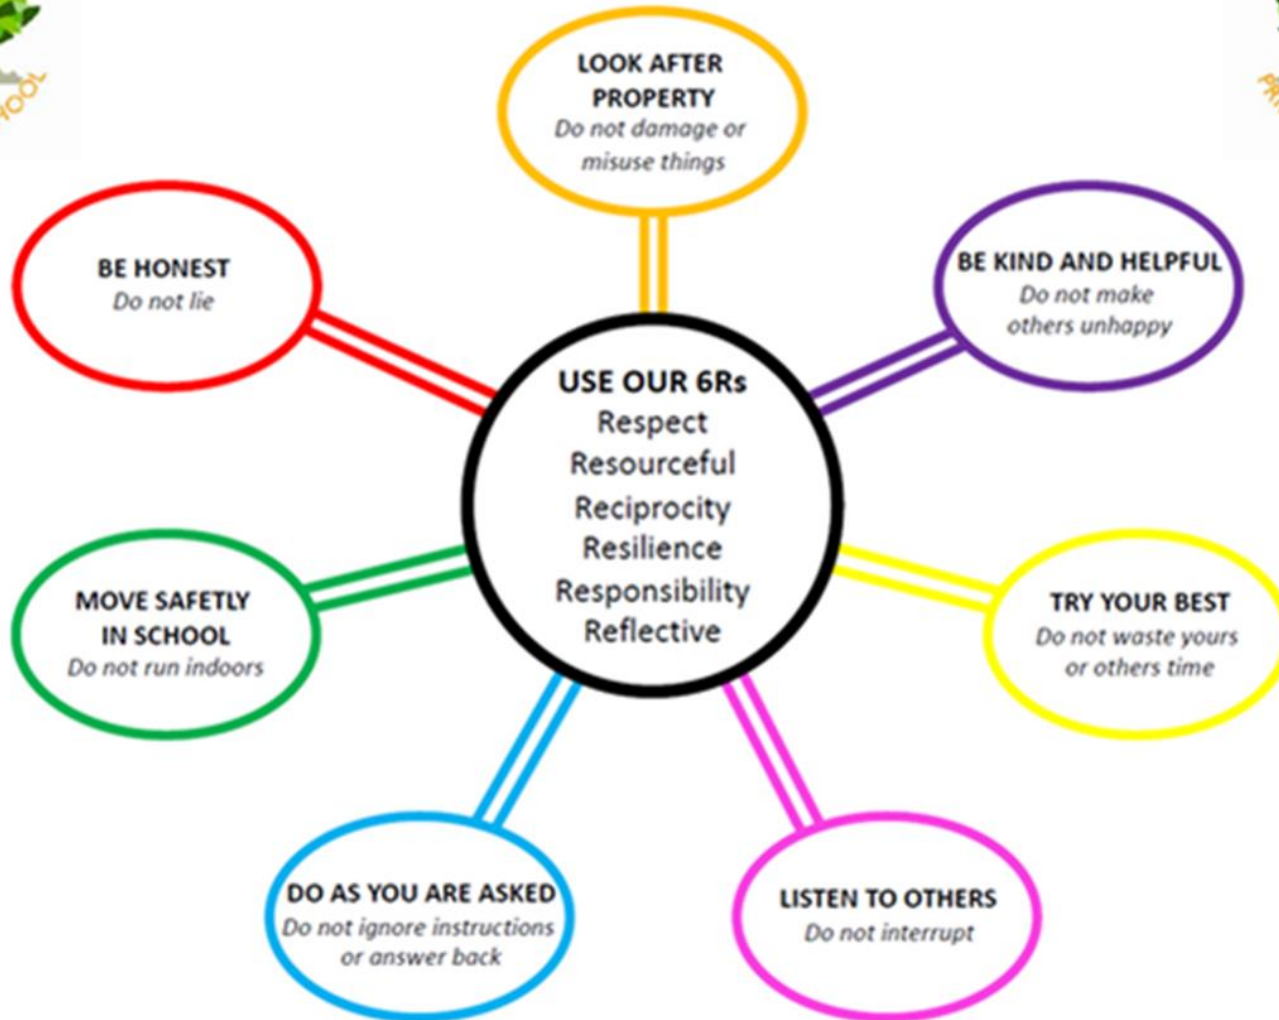 HOOL
LOOK AFTER
PROPERTY
Do not damage or
misuse things
BE KIND AND HELPFUL
Do not make
others unhappy
TRY YOUR BEST
Do not waste yours
or others time
LISTEN TO OTHERS
Do not interrupt
DO AS YOU ARE ASKED
Do not ignore instructions
or answer back
MOVE SAFETLY
IN SCHOOL
Do not run indoors
BE HONEST
Do not lie
USE OUR 6Rs
Respect
Resourceful
Reciprocity
Resilience
Responsibility
Reflective